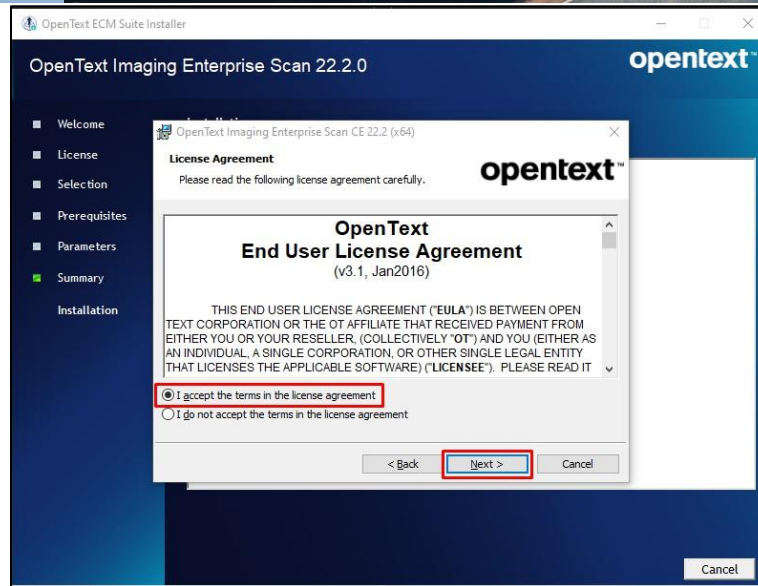 OpenText ECM Suite Installer
OpenText Imaging Enterprise Scan 22.2.0
opentext™
Welcome
License
Selection
Prerequisites
Parameters
Summary
Installation
OpenText Imaging Enterprise Scan CE 22.2 (x64)
License Agreement
Please read the following license agreement carefully.
opentext™
OpenText
End User License Agreement
(v3.1, Jan2016)
THIS END USER LICENSE AGREEMENT ("EULA") IS BETWEEN OPEN
TEXT CORPORATION OR THE OT AFFILIATE THAT RECEIVED PAYMENT FROM
EITHER YOU OR YOUR RESELLER, (COLLECTIVELY "OT") AND YOU (EITHER AS
AN INDIVIDUAL, A SINGLE CORPORATION, OR OTHER SINGLE LEGAL ENTITY
THAT LICENSES THE APPLICABLE SOFTWARE) ("LICENSEE"). PLEASE READ IT
I accept the terms in the license agreement
I do not accept the terms in the license agreement
< Back
Next >
Cancel
Cancel